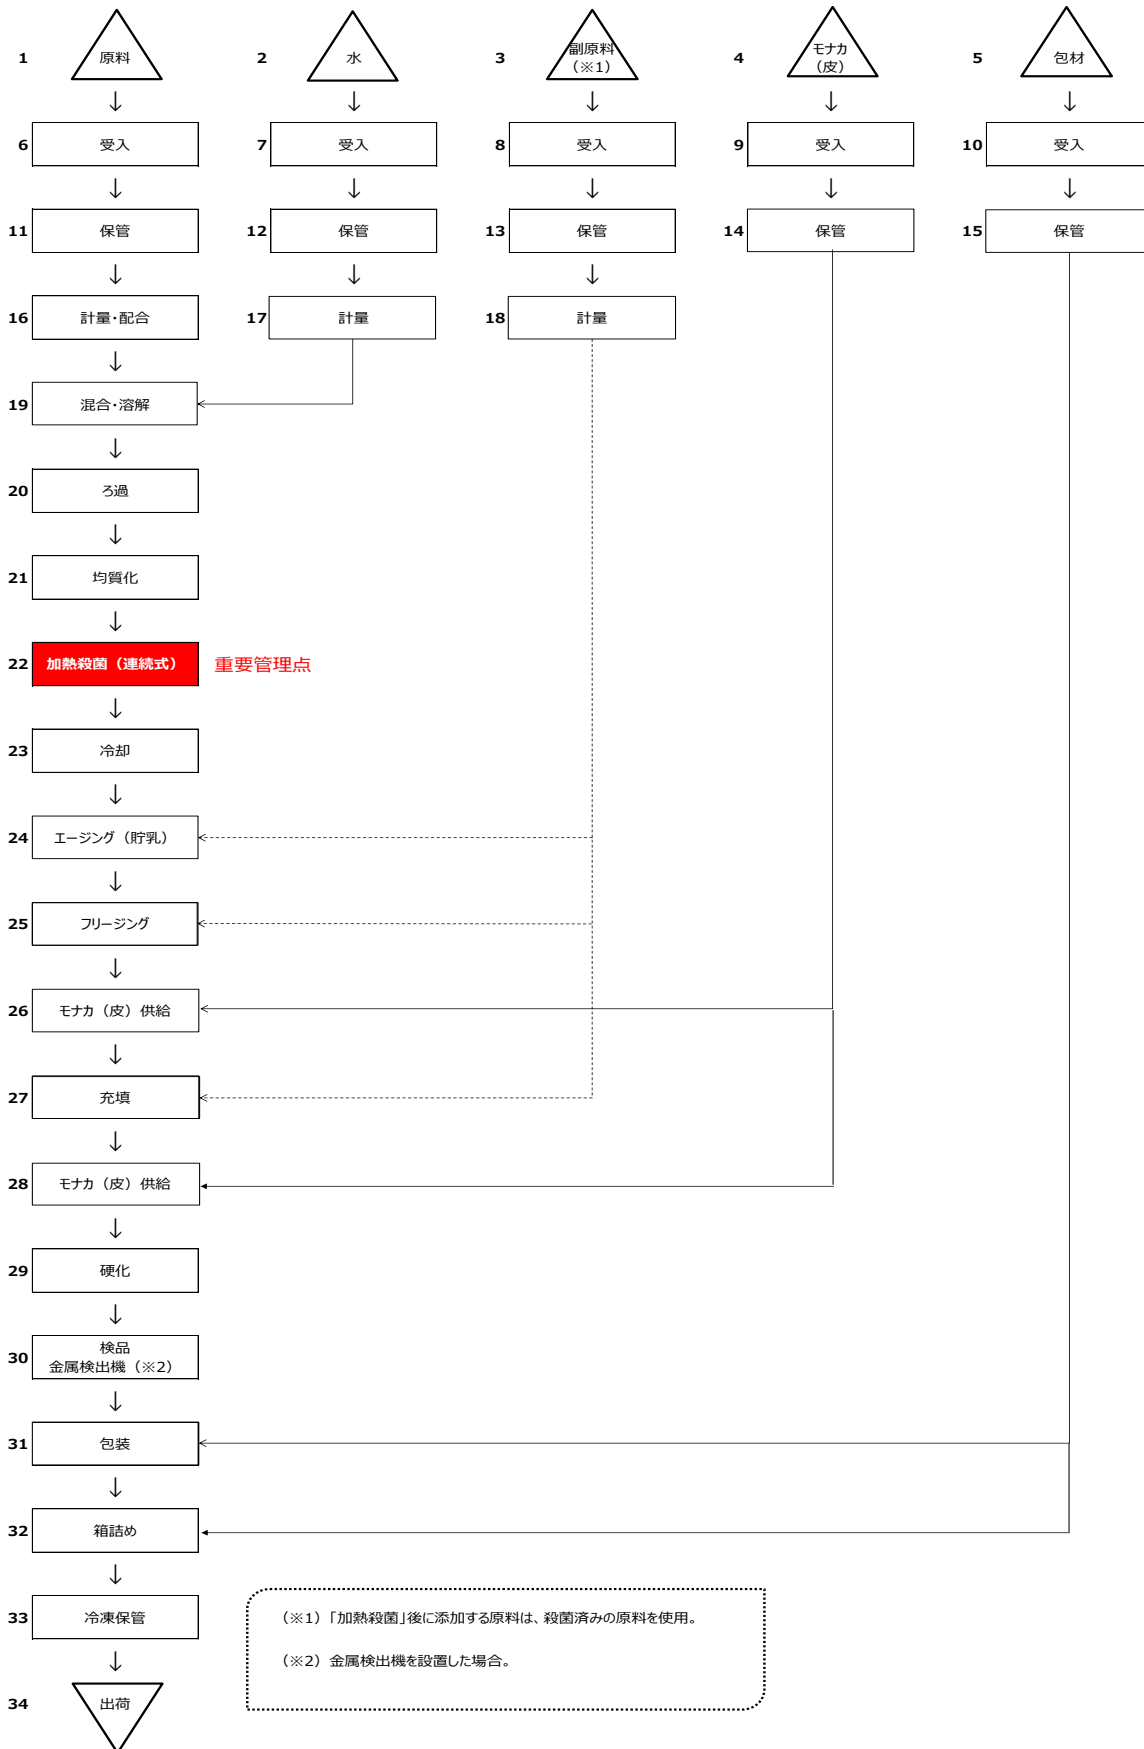 1
原料
2
水
3
副原料
（※1）
4
モナカ
（皮）
5
包材
6
受入
7
受入
8
受入
9
受入
10
受入
11
保管
12
保管
13
保管
14
保管
15
保管
16
計量・配合
17
計量
18
計量
19
混合・溶解
20
ろ過
21
均質化
22
加熱殺菌（連続式）
重要管理点
23
冷却
24
エージング（貯乳）
25
フリージング
26
モナカ（皮）供給
27
充填
28
モナカ（皮）供給
29
硬化
30
検品
金属検出機（※2）
31
包装
32
箱詰め
33
冷凍保管
（※1）「加熱殺菌」後に添加する原料は、殺菌済みの原料を使用。
（※2）金属検出機を設置した場合。
34
出荷